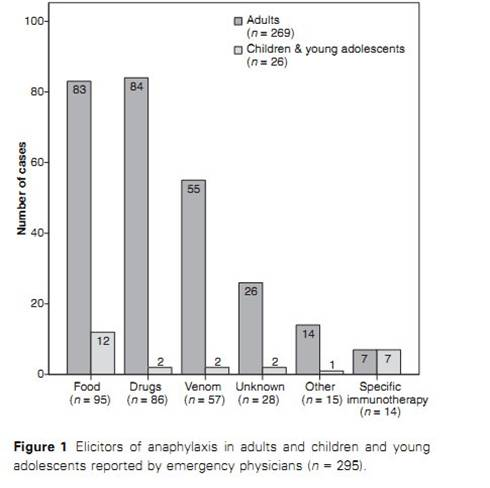 100
80
60
40
20
0
Number of cases
Adults
(n = 269)
Children & young adolescents
(n = 26)
83
12
84
2
55
2
26
2
14
1
7
7
Food
(n = 95)
Drugs
(n = 86)
Venom
(n = 57)
Unknown
(n = 28)
Other
(n = 15)
Specific
immunotherapy
(n = 14)
Figure 1 Elicitors of anaphylaxis in adults and children and young
adolescents reported by emergency physicians (n = 295).